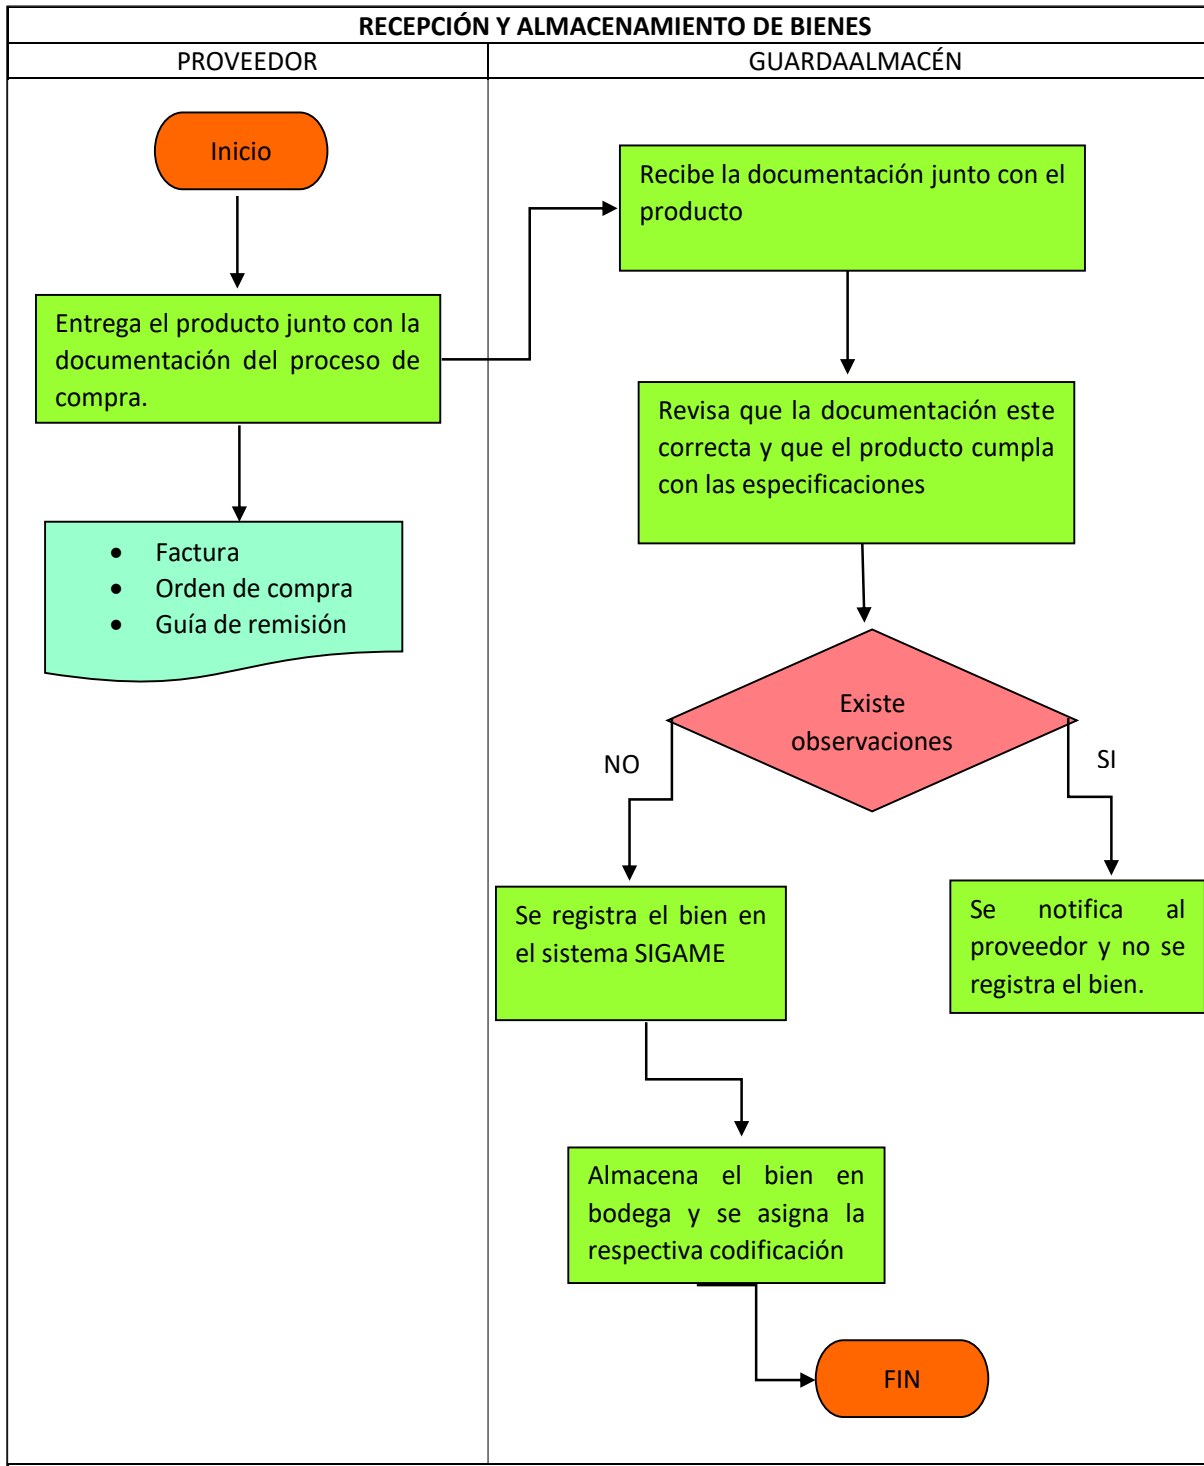 RECEPCIÓN Y ALMACENAMIENTO DE BIENES
PROVEEDOR
GUARDAALMACÉN
Inicio
Entrega el producto junto con la
documentación del proceso de
compra.
• Factura
• Orden de compra
• Guía de remisión
Recibe la documentación junto con el
producto
Revisa que la documentación este
correcta y que el producto cumpla
con las especificaciones
Existe
observaciones
NO
SI
Se registra el bien en
el sistema SIGAME
Se notifica al
proveedor y no se
registra el bien.
Almacena el bien en
bodega y se asigna la
respectiva codificación
FIN